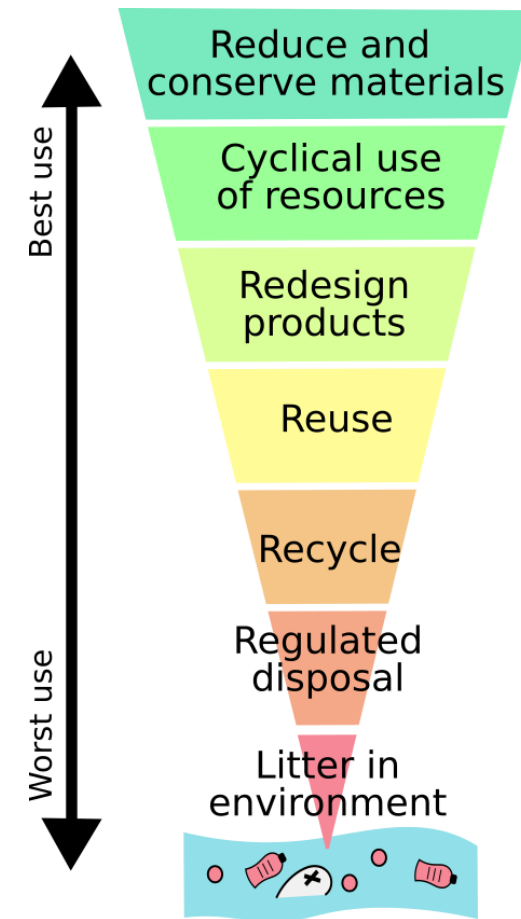 Reduce and
conserve materials
Cyclical use
of resources
Redesign
products
Reuse
Recycle
Regulated
disposal
Litter in
environment
Best use
Worst use